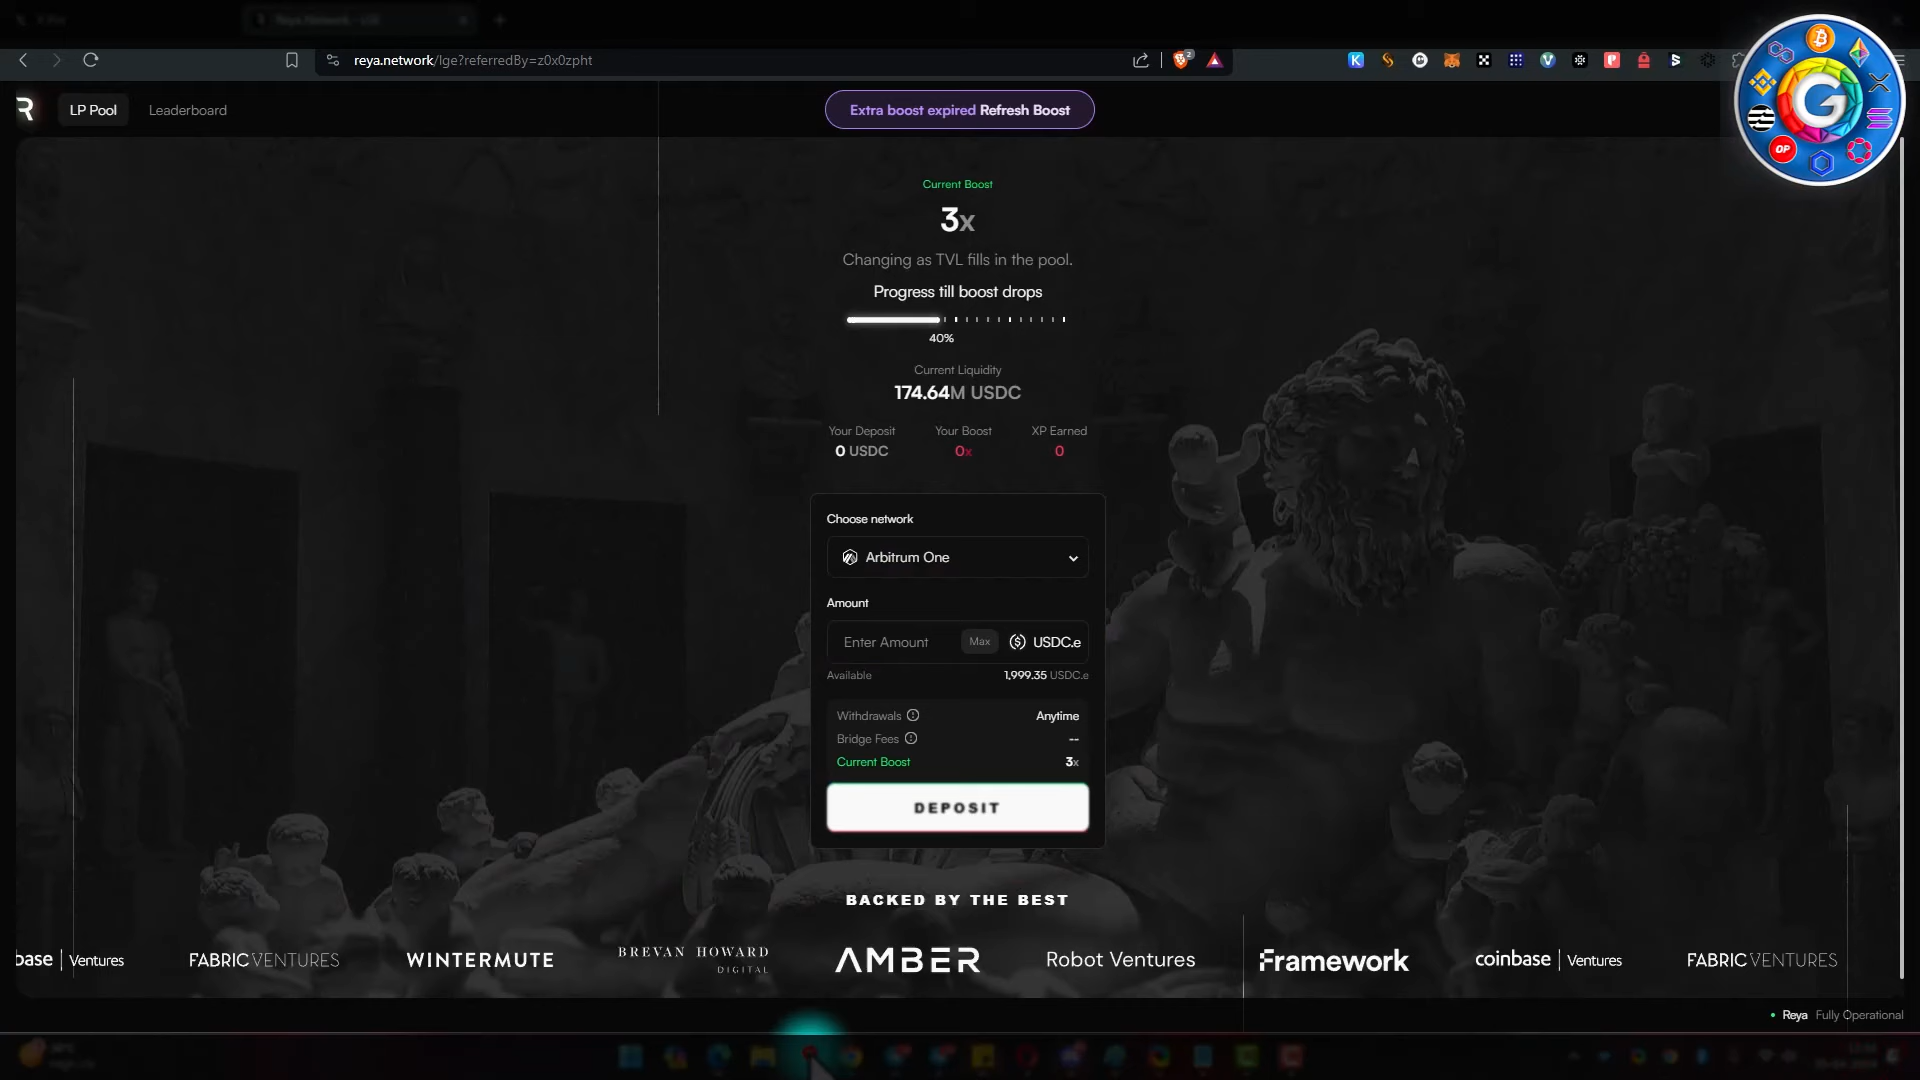 reya.network/lge?referredBy=z0x0zpht
2
LP Pool
Leaderboard
Extra boost expired Refresh Boost
G
OP
Current Boost
3x
Changing as TVL fills in the pool.
Progress till boost drops
40%
Current Liquidity
174.64M USDC
Your Deposit
Your Boost
XP Earned
0 USDC
0x
0
Choose network
Arbitrum One
Amount
Enter Amount
Max
USDC.e
Available
1,999.35 USDC.e
Withdrawals
Anytime
Bridge Fees
--
Current Boost
3x
DEPOSIT
BACKED BY THE BEST
base | Ventures
FABRIC VENTURES
WINTERMUTE
BREVAN HOWARD
DIGITAL
AMBER
Robot Ventures
Framework
coinbase | Ventures
FABRIC VENTURES
Reya Fully Operational